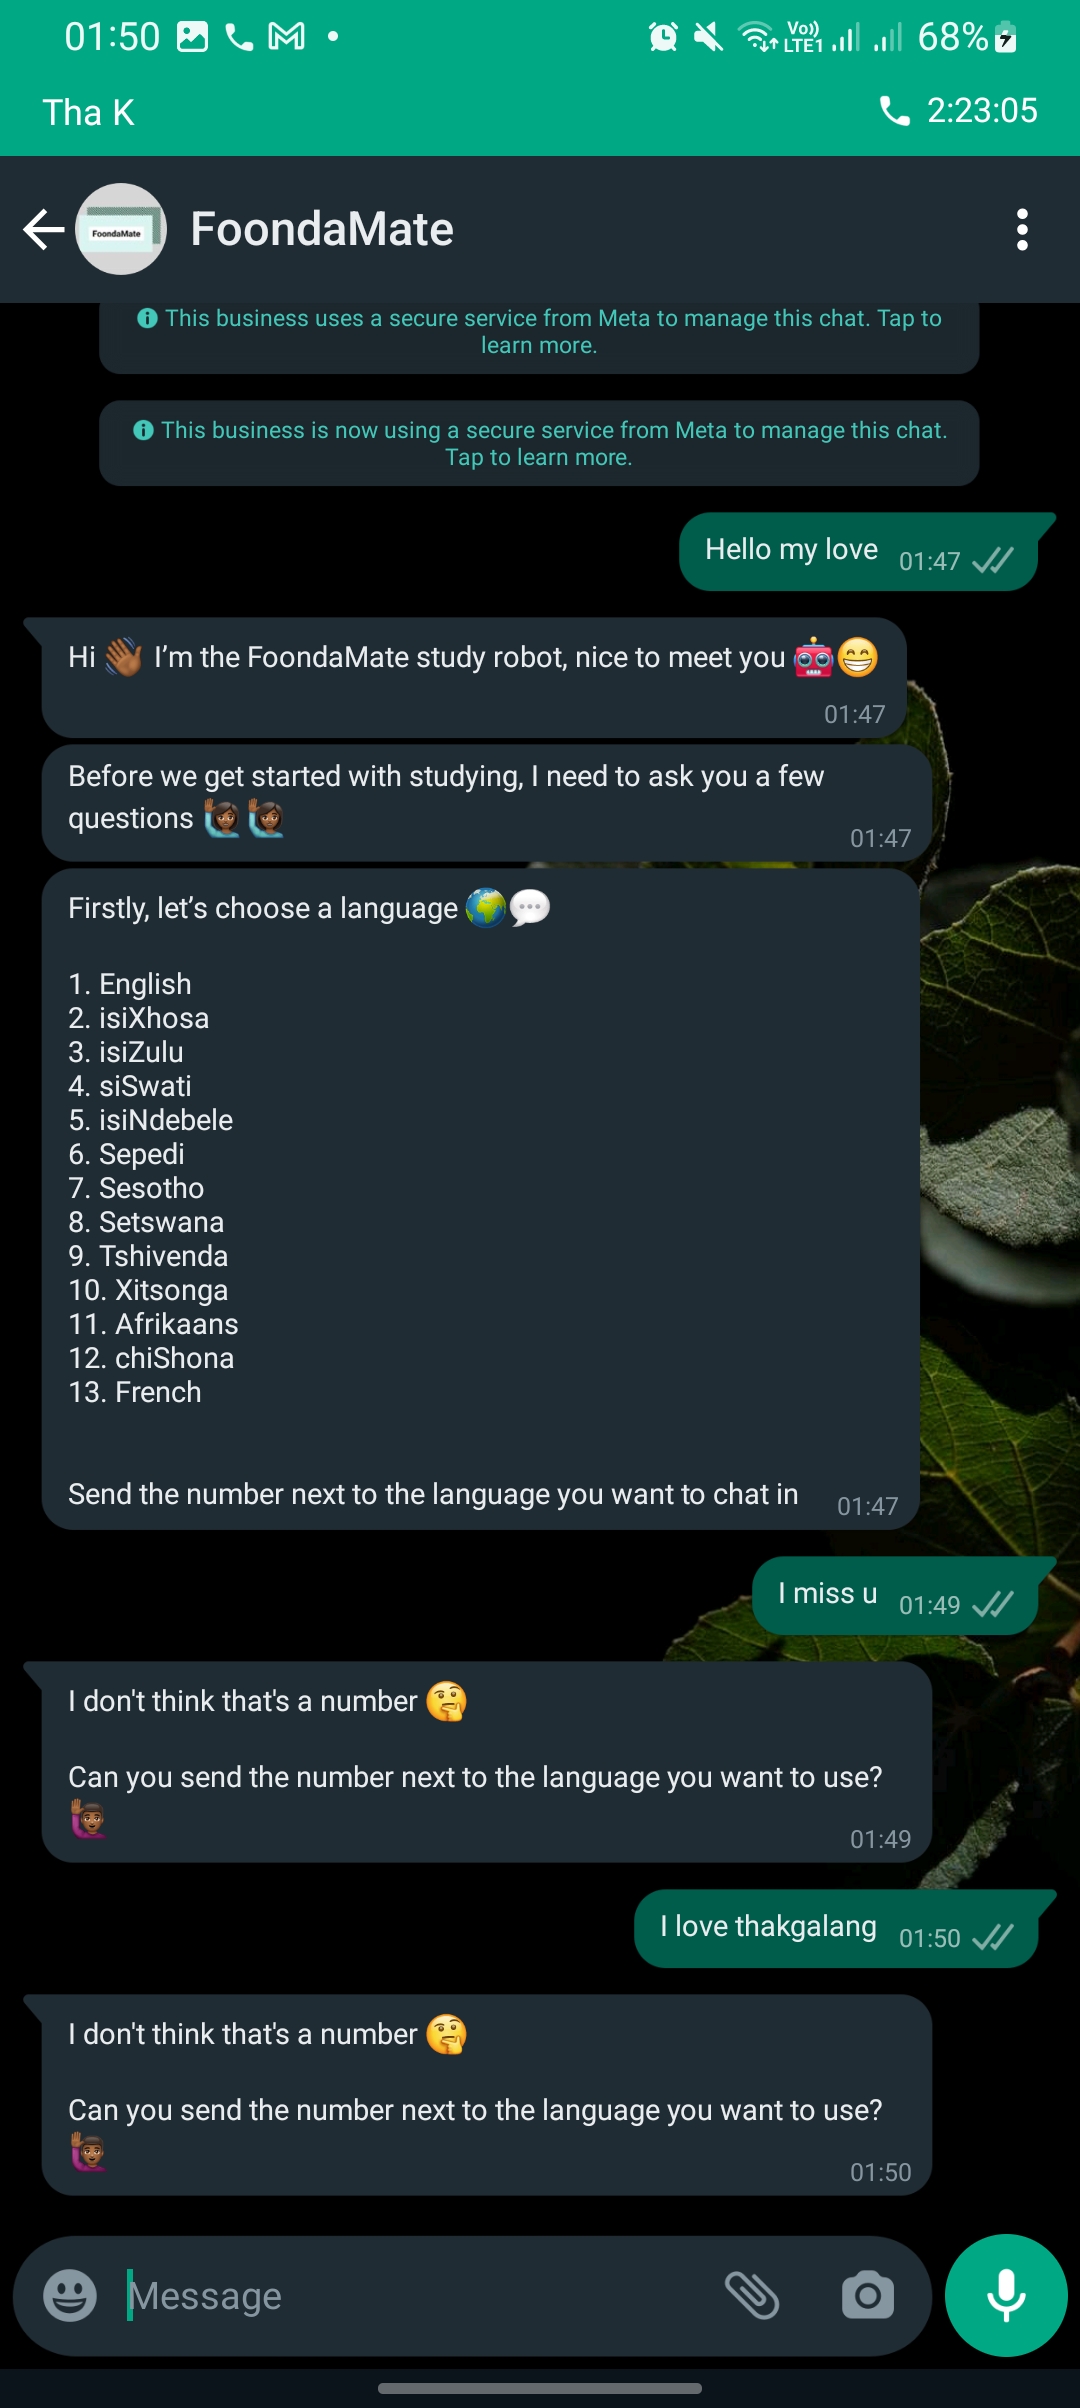 01:50
Vo)) LTE1
68%
Tha K
2:23:05
FoondaMate
FoondaMate
This business uses a secure service from Meta to manage this chat. Tap to
learn more.
This business is now using a secure service from Meta to manage this chat.
Tap to learn more.
Hello my love 01:47
Hi 👋🏾 I’m the FoondaMate study robot, nice to meet you 🤖😁
01:47
Before we get started with studying, I need to ask you a few
questions 🙋🏾‍♀️🙋🏾‍♀️
01:47
Firstly, let’s choose a language 🌍💬
1. English
2. isiXhosa
3. isiZulu
4. siSwati
5. isiNdebele
6. Sepedi
7. Sesotho
8. Setswana
9. Tshivenda
10. Xitsonga
11. Afrikaans
12. chiShona
13. French
Send the number next to the language you want to chat in 01:47
I miss u 01:49
I don't think that's a number 🤔
Can you send the number next to the language you want to use?
🙋🏾‍♂️
01:49
I love thakgalang 01:50
I don't think that's a number 🤔
Can you send the number next to the language you want to use?
🙋🏾‍♂️
01:50
Message